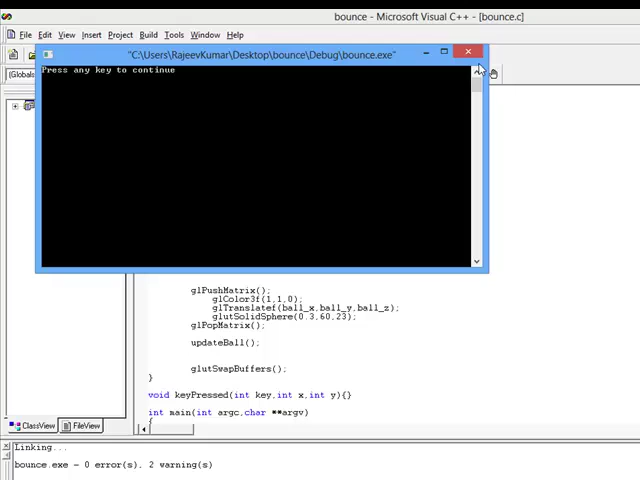 bounce - Microsoft Visual C++ - [bounce.c]
File Edit View Insert Project Build Tools Window Help
"C:\Users\RajeevKumar\Desktop\bounce\Debug\bounce.exe"
Press any key to continue
(Globals
glPushMatrix();
glColor3f(1,1,0);
glTranslatef(ball_x,ball_y,ball_z);
glutSolidSphere(0.3,60,23);
glPopMatrix();
updateBall();
glutSwapBuffers();
}
void keyPressed(int key,int x,int y){}
int main(int argc,char **argv)
{
ClassView FileView
Linking...
bounce.exe - 0 error(s), 2 warning(s)